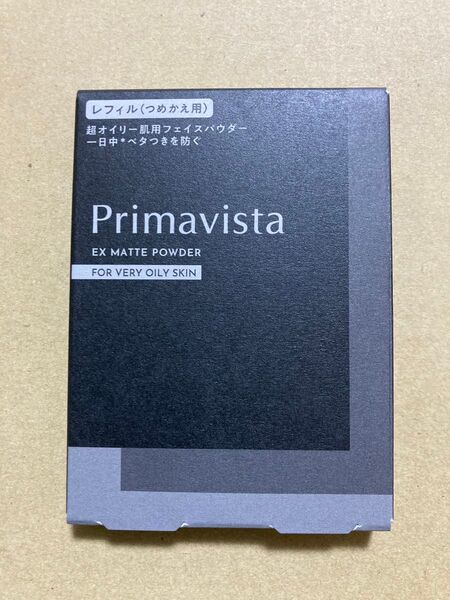 レフィル(つめかえ用)
超オイリー肌用フェイスパウダー
一日中*ベタつきを防ぐ
Primavista
EX MATTE POWDER
FOR VERY OILY SKIN